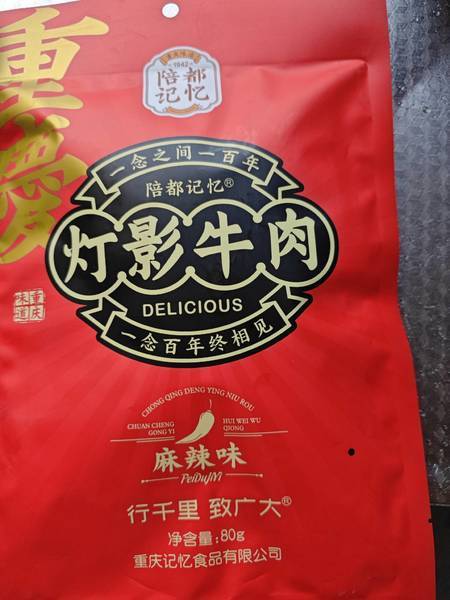 重慶
1942
陪都
记忆
一念之间一百年
陪都记忆®
灯影牛肉
DELICIOUS
一念百年终相见
重庆
味道
CHONG QING DENG YING NIU ROU
CHUAN CHENG
GONG YI
HUI WEI WU
QIONG
麻辣味
PeiDuJiYi
行千里 致广大®
净含量:80g
重庆记忆食品有限公司